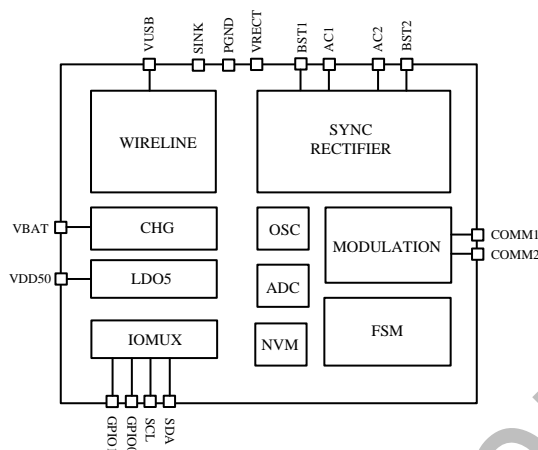 VUSB
SINK
PGND
VRECT
BST1
AC1
AC2
BST2
WIRELINE
SYNC
RECTIFIER
VBAT
CHG
OSC
MODULATION
COMM1
COMM2
VDD50
LDO5
ADC
IOMUX
NVM
FSM
SCL
SDA